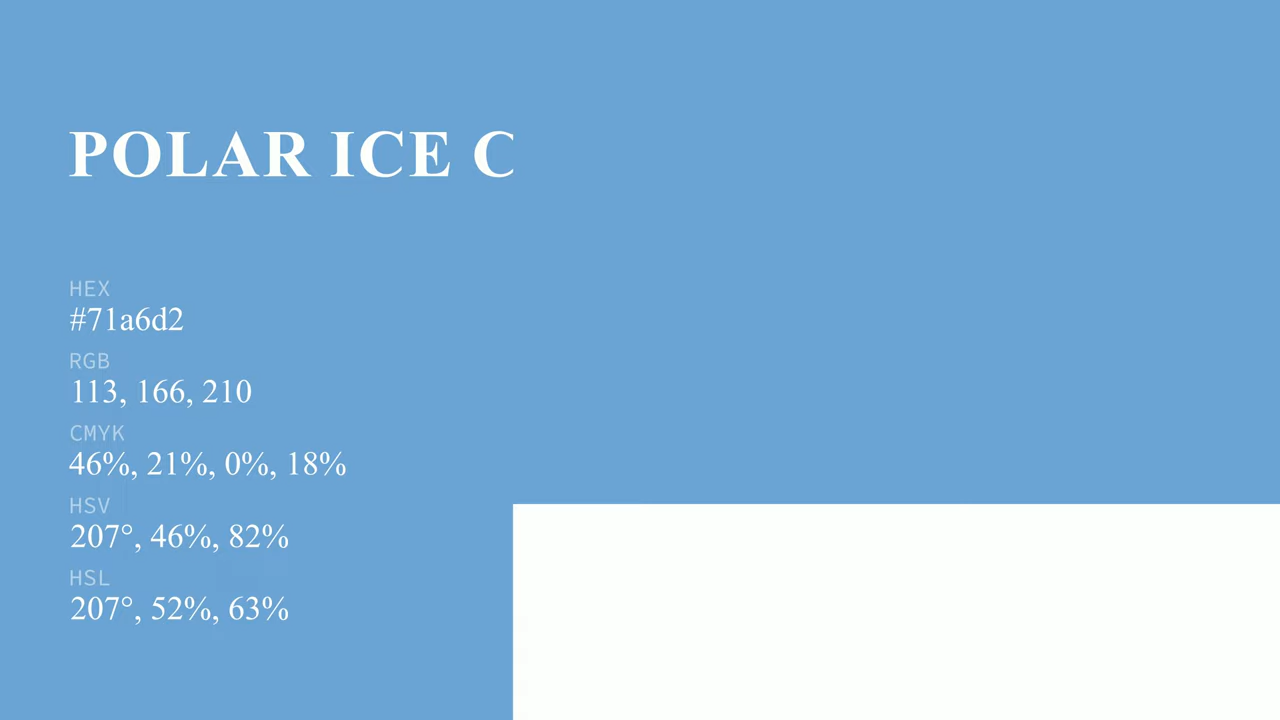 POLAR ICE C
HEX
#71a6d2
RGB
113, 166, 210
CMYK
46%, 21%, 0%, 18%
HSV
207°, 46%, 82%
HSL
207°, 52%, 63%